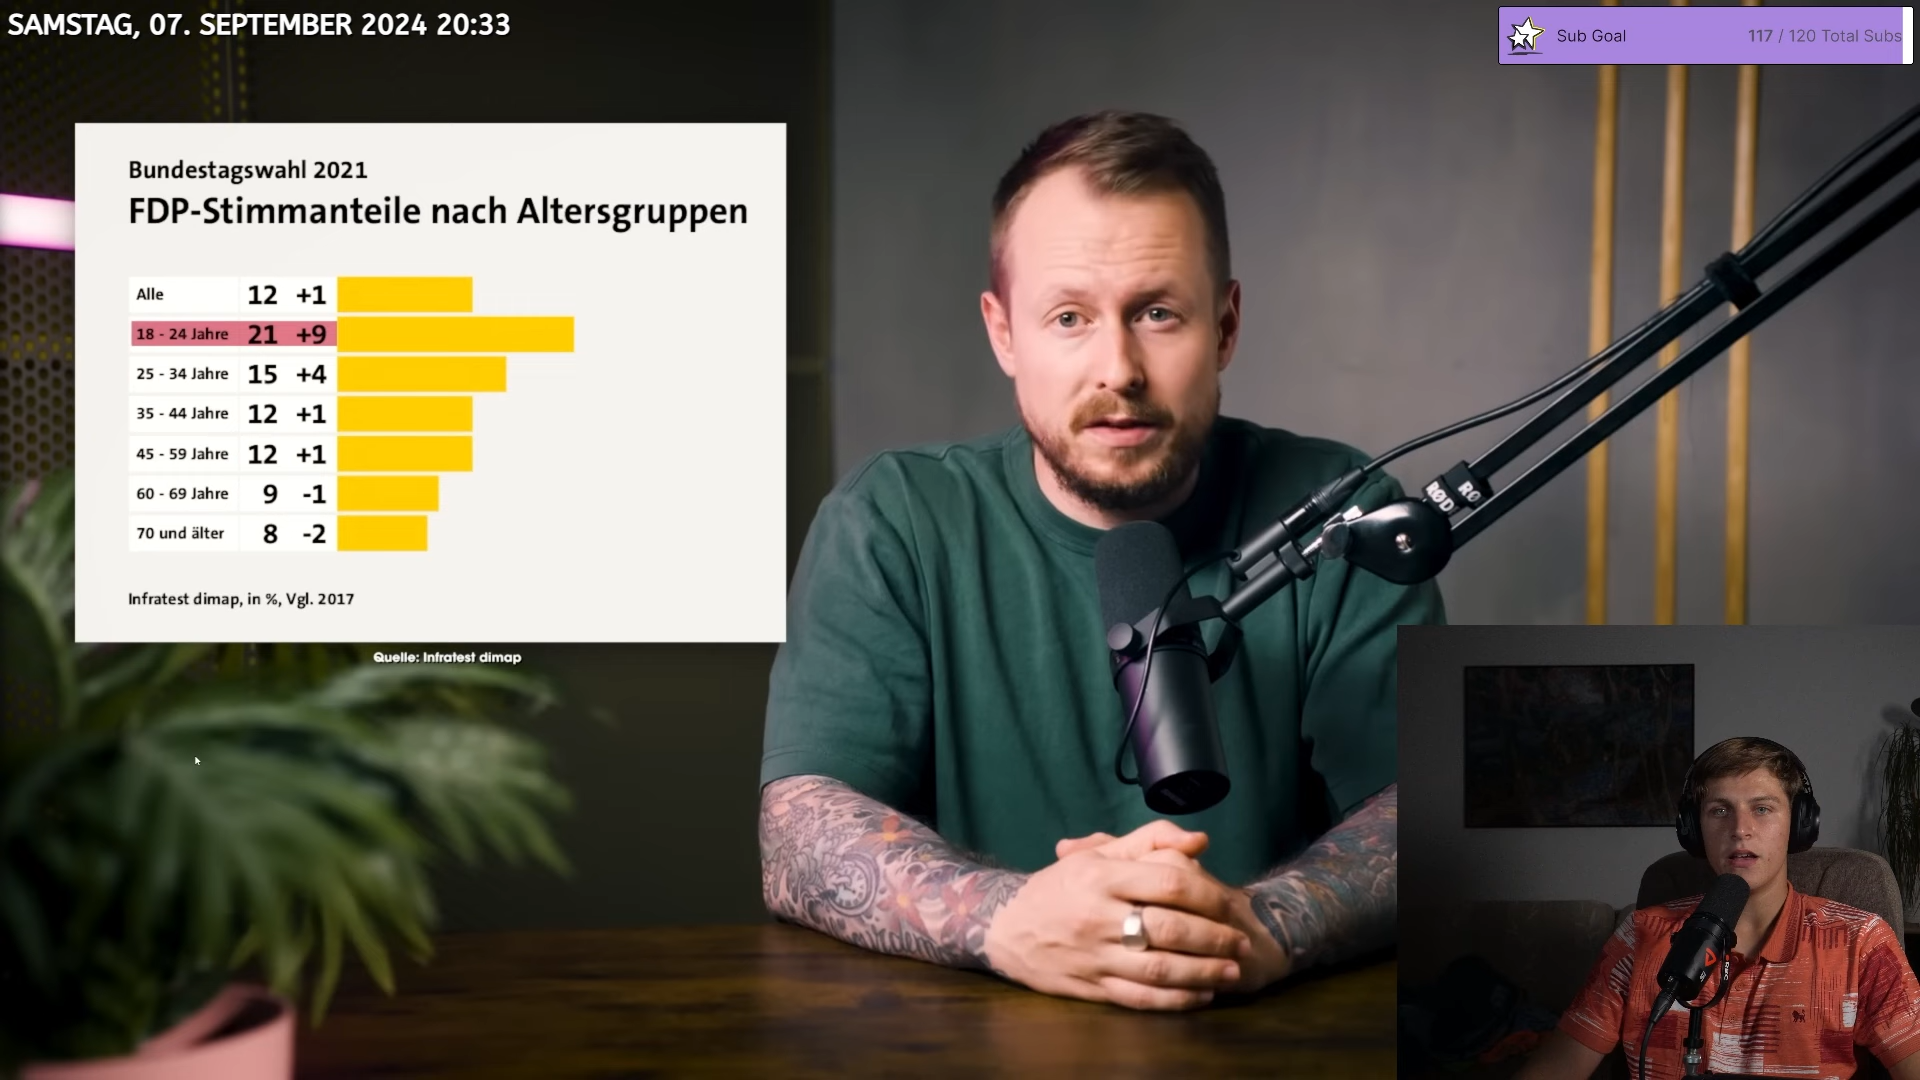 SAMSTAG, 07. SEPTEMBER 2024 20:33
Sub Goal 117 / 120 Total Subs
Bundestagswahl 2021
FDP-Stimmanteile nach Altersgruppen
Alle 12 +1
18 - 24 Jahre 21 +9
25 - 34 Jahre 15 +4
35 - 44 Jahre 12 +1
45 - 59 Jahre 12 +1
60 - 69 Jahre 9 -1
70 und älter 8 -2
Infratest dimap, in %, Vgl. 2017
Quelle: Infratest dimap